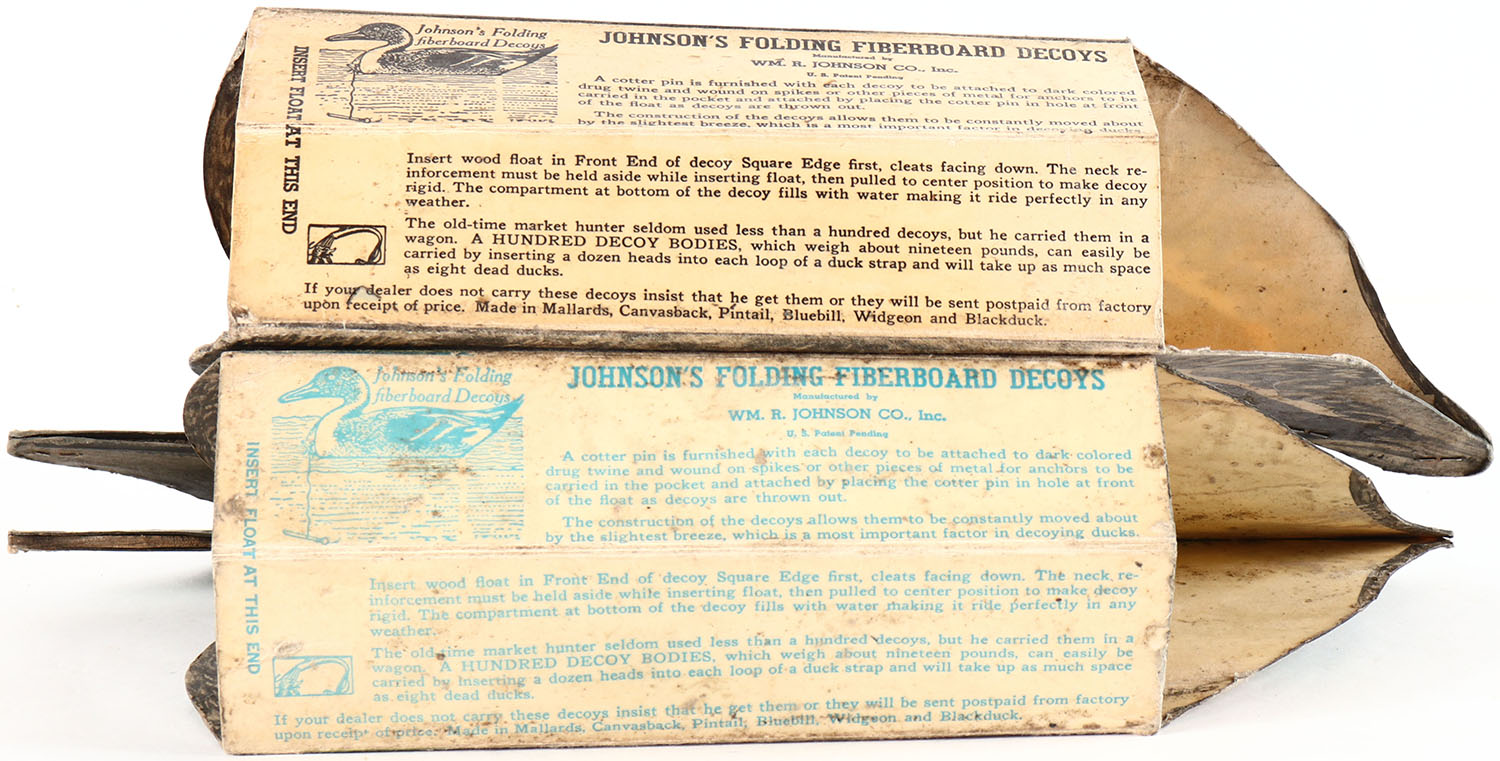 Johnson's Folding
fiberboard Decoys
JOHNSON'S FOLDING FIBERBOARD DECOYS
Manufactured by
WM. R. JOHNSON CO., Inc.
U. S. Patent Pending
A cotter pin is furnished with each decoy to be attached to dark colored
drug twine and wound on spikes or other pieces of metal for anchors to be
carried in the pocket and attached by placing the cotter pin in hole at front
of the float as decoys are thrown out.
The construction of the decoys allows them to be constantly moved about
by the slightest breeze, which is a most important factor in decoying ducks
INSERT FLOAT AT THIS END
Insert wood float in Front End of decoy Square Edge first, cleats facing down. The neck re-
inforcement must be held aside while inserting float, then pulled to center position to make decoy
rigid. The compartment at bottom of the decoy fills with water making it ride perfectly in any
weather.
The old-time market hunter seldom used less than a hundred decoys, but he carried them in a
wagon. A HUNDRED DECOY BODIES, which weigh about nineteen pounds, can easily be
carried by inserting a dozen heads into each loop of a duck strap and will take up as much space
as eight dead ducks.
If your dealer does not carry these decoys insist that he get them or they will be sent postpaid from factory
upon receipt of price. Made in Mallards, Canvasback, Pintail, Bluebill, Widgeon and Blackduck.
Johnson's Folding
fiberboard Decoys
JOHNSON'S FOLDING FIBERBOARD DECOYS
Manufactured by
WM. R. JOHNSON CO., Inc.
U. S. Patent Pending
A cotter pin is furnished with each decoy to be attached to dark colored
drug twine and wound on spikes or other pieces of metal for anchors to be
carried in the pocket and attached by placing the cotter pin in hole at front
of the float as decoys are thrown out.
The construction of the decoys allows them to be constantly moved about
by the slightest breeze, which is a most important factor in decoying ducks.
INSERT FLOAT AT THIS END
Insert wood float in Front End of decoy Square Edge first, cleats facing down. The neck re-
inforcement must be held aside while inserting float, then pulled to center position to make decoy
rigid. The compartment at bottom of the decoy fills with water making it ride perfectly in any
weather.
The old-time market hunter seldom used less than a hundred decoys, but he carried them in a
wagon. A HUNDRED DECOY BODIES, which weigh about nineteen pounds, can easily be
carried by inserting a dozen heads into each loop of a duck strap and will take up as much space
as eight dead ducks.
If your dealer does not carry these decoys insist that he get them or they will be sent postpaid from factory
upon receipt of price. Made in Mallards, Canvasback, Pintail, Bluebill, Widgeon and Blackduck.